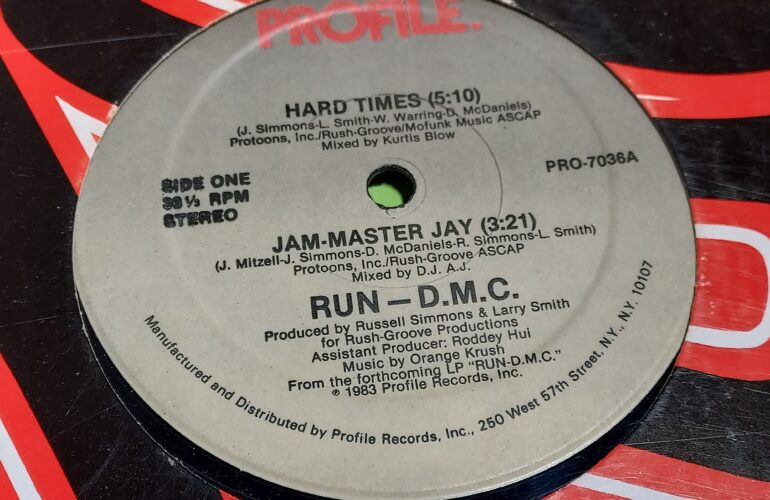 PROFILE.
HARD TIMES (5:10)
(J. Simmons-L. Smith-W. Warring-D. McDaniels)
Protoons, Inc./Rush-Groove/Mofunk Music ASCAP
Mixed by Kurtis Blow
SIDE ONE
33⅓ RPM
STEREO
PRO-7036A
JAM-MASTER JAY (3:21)
(J. Mitzell-J. Simmons-D. McDaniels-R. Simmons-L. Smith)
Protoons, Inc./Rush-Groove ASCAP
Mixed by D.J. A.J.
RUN–D.M.C.
Produced by Russell Simmons & Larry Smith
for Rush-Groove Productions
Assistant Producer: Roddey Hui
Music by Orange Krush
From the forthcoming LP "RUN-D.M.C."
℗ 1983 Profile Records, Inc.
Manufactured and Distributed by Profile Records, Inc., 250 West 57th Street, N.Y., N.Y. 10107